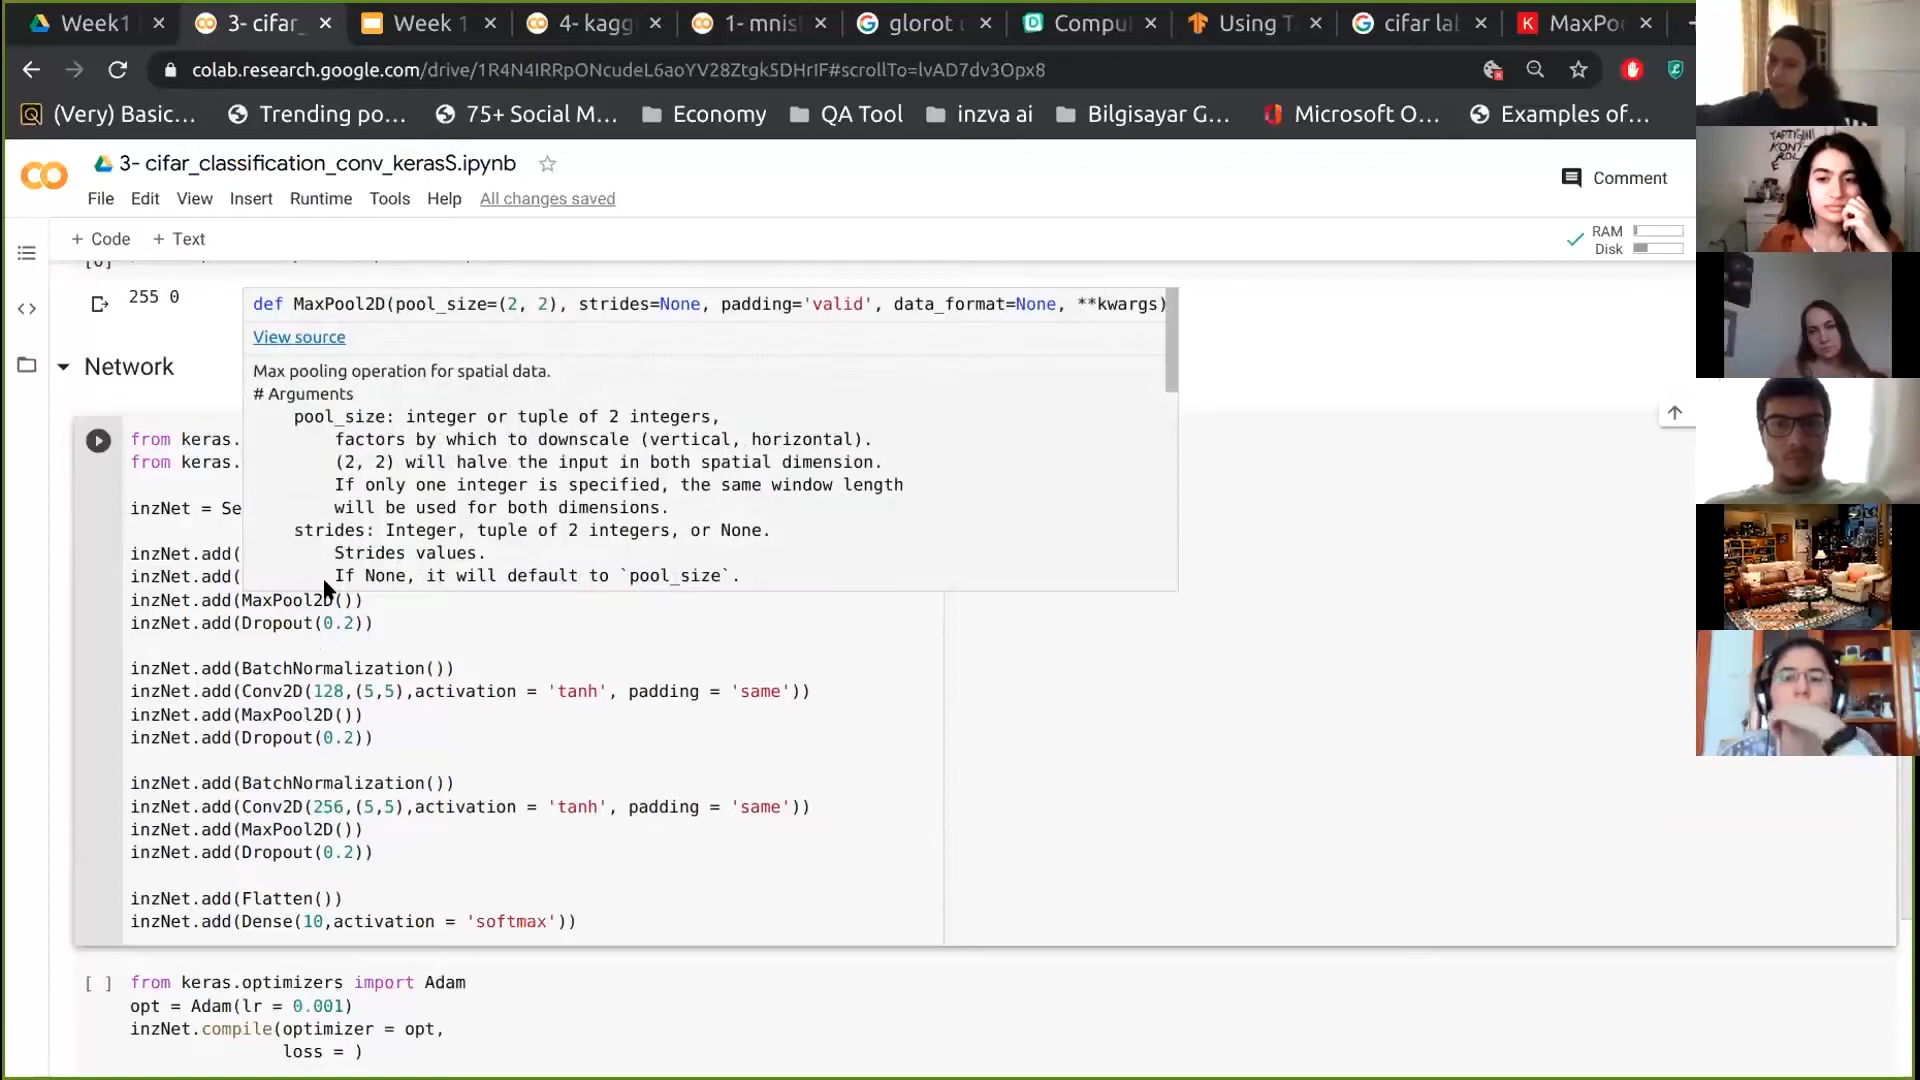 Week1
3- cifar_
Week 1
4- kagg
1- mnis
glorot
Compu
Using T
cifar lab
MaxPoo
colab.research.google.com/drive/1R4N4IRRpONcudeL6aoYV28Ztgk5DHrIF#scrollTo=lvAD7dv3Opx8
(Very) Basic...
Trending po...
75+ Social M...
Economy
QA Tool
inzva ai
Bilgisayar G...
Microsoft O...
Examples of...
3- cifar_classification_conv_kerasS.ipynb
Comment
File Edit View Insert Runtime Tools Help All changes saved
+ Code + Text
RAM
Disk
255 0
def MaxPool2D(pool_size=(2, 2), strides=None, padding='valid', data_format=None, **kwargs)
View source
Max pooling operation for spatial data.
# Arguments
pool_size: integer or tuple of 2 integers,
factors by which to downscale (vertical, horizontal).
(2, 2) will halve the input in both spatial dimension.
If only one integer is specified, the same window length
will be used for both dimensions.
strides: Integer, tuple of 2 integers, or None.
Strides values.
If None, it will default to `pool_size`.
Network
from keras.
from keras.
inzNet = Se
inzNet.add(
inzNet.add(
inzNet.add(MaxPool2D())
inzNet.add(Dropout(0.2))
inzNet.add(BatchNormalization())
inzNet.add(Conv2D(128,(5,5),activation = 'tanh', padding = 'same'))
inzNet.add(MaxPool2D())
inzNet.add(Dropout(0.2))
inzNet.add(BatchNormalization())
inzNet.add(Conv2D(256,(5,5),activation = 'tanh', padding = 'same'))
inzNet.add(MaxPool2D())
inzNet.add(Dropout(0.2))
inzNet.add(Flatten())
inzNet.add(Dense(10,activation = 'softmax'))
[ ] from keras.optimizers import Adam
opt = Adam(lr = 0.001)
inzNet.compile(optimizer = opt,
loss = )
YAPTIĞINI
KONT-
ROL
E